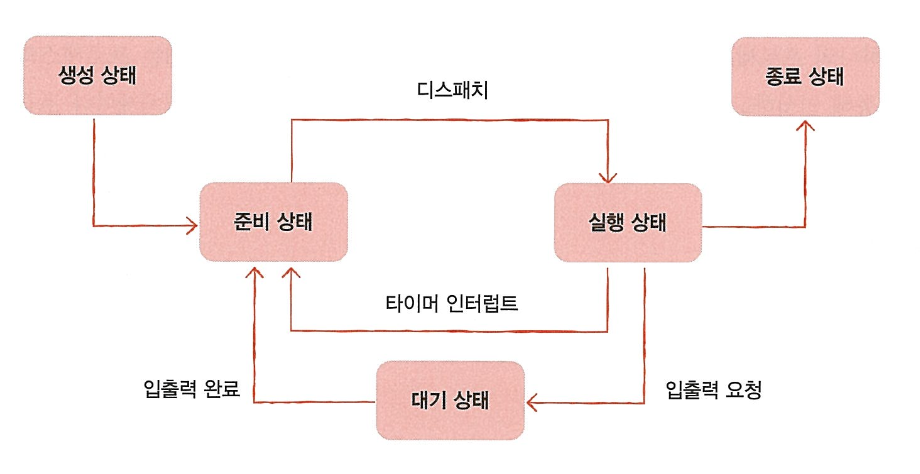 생성 상태
종료 상태
디스패치
준비 상태
실행 상태
타이머 인터럽트
입출력 완료
대기 상태
입출력 요청